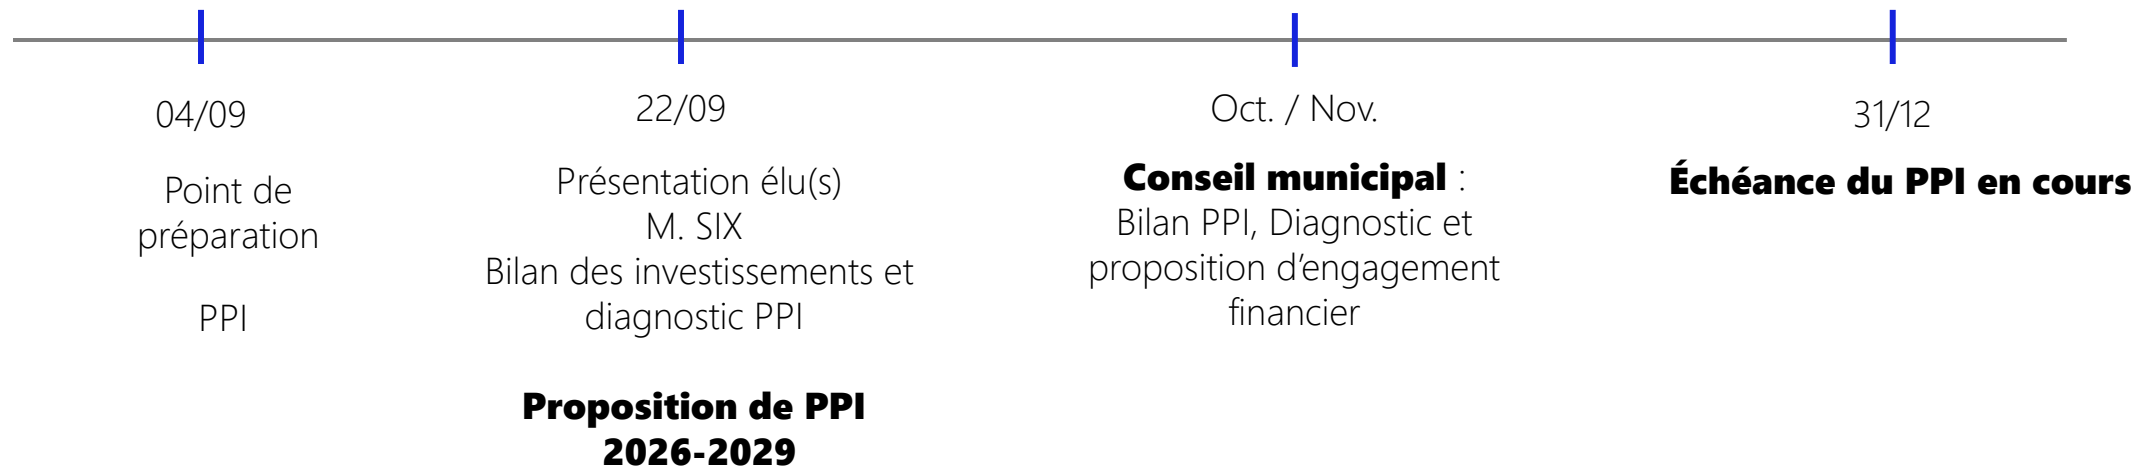 04/09
Point de
préparation
PPI
22/09
Présentation élu(s)
M. SIX
Bilan des investissements et
diagnostic PPI
Proposition de PPI
2026-2029
Oct. / Nov.
Conseil municipal :
Bilan PPI, Diagnostic et
proposition d’engagement
financier
31/12
Échéance du PPI en cours